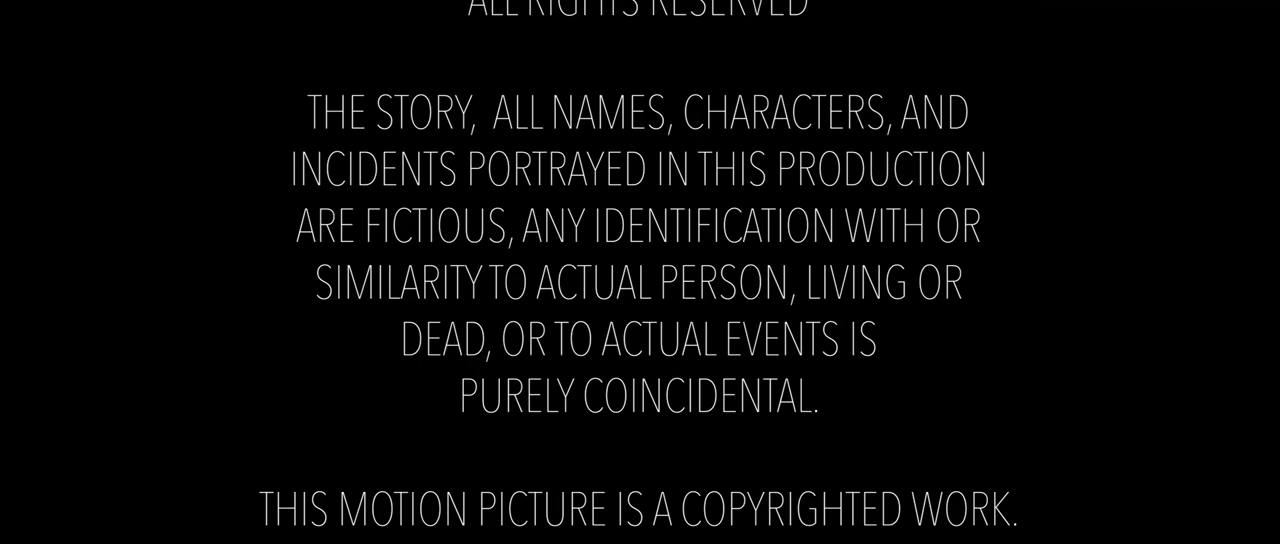 ALL RIGHTS RESERVED
THE STORY, ALL NAMES, CHARACTERS, AND
INCIDENTS PORTRAYED IN THIS PRODUCTION
ARE FICTIOUS, ANY IDENTIFICATION WITH OR
SIMILARITY TO ACTUAL PERSON, LIVING OR
DEAD, OR TO ACTUAL EVENTS IS
PURELY COINCIDENTAL.
THIS MOTION PICTURE IS A COPYRIGHTED WORK.